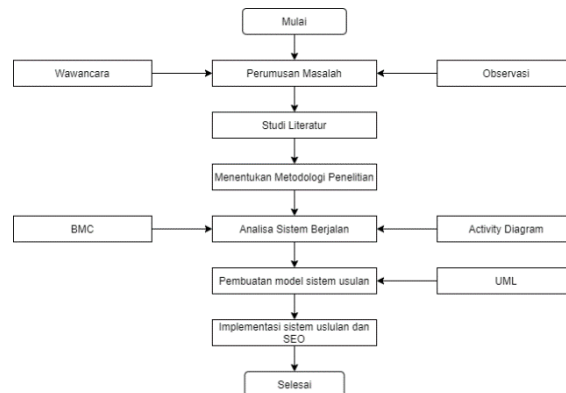 Mulai
Wawancara
Perumusan Masalah
Observasi
Studi Literatur
Menentukan Metodologi Penelitian
BMC
Analisa Sistem Berjalan
Activity Diagram
Pembuatan model sistem usulan
UML
Implementasi sistem uslulan dan
SEO
Selesai